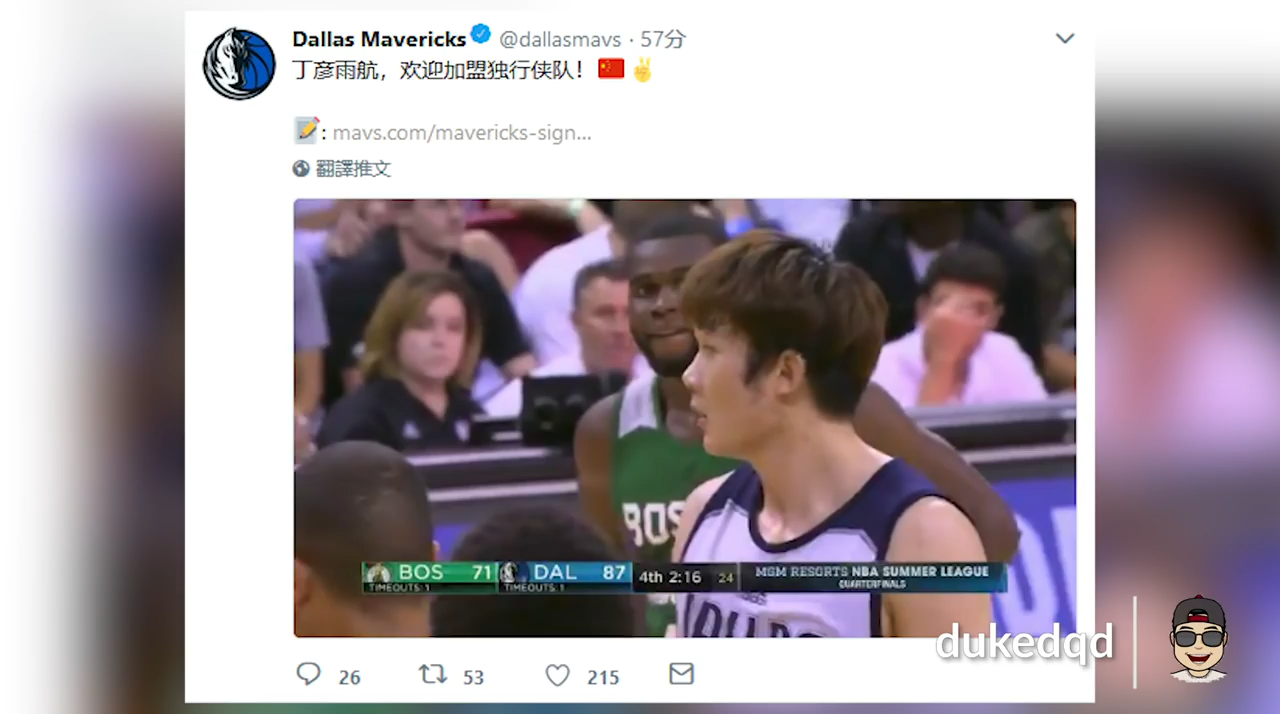 Dallas Mavericks @dallasmavs · 57分
丁彦雨航，欢迎加盟独行侠队！🇨🇳✌
📝: mavs.com/mavericks-sign...
翻譯推文
BOS
BOS 71 DAL 87 4th 2:16 24 MGM RESORTS NBA SUMMER LEAGUE
TIMEOUTS: 1 TIMEOUTS: 1 QUARTERFINALS
dukedqd
26 53 215